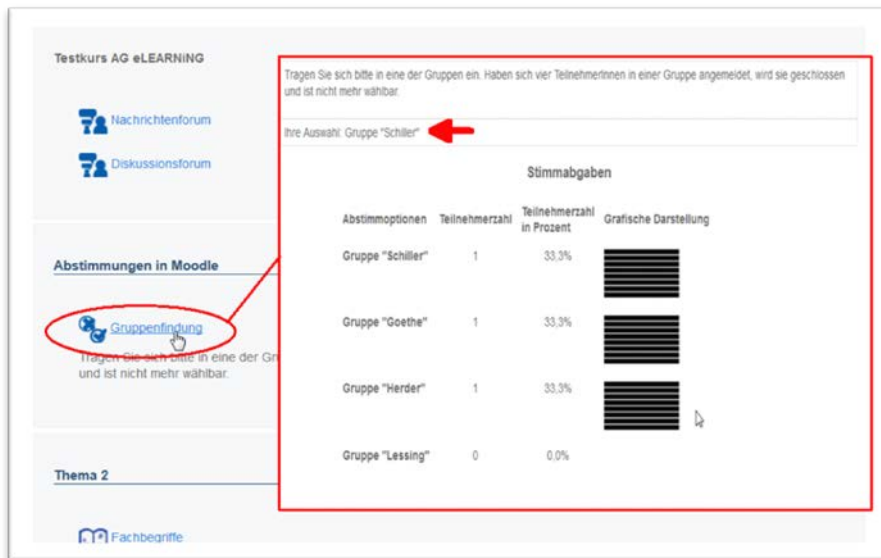 Testkurs AG eLEARNiNG
Nachrichtenforum
Diskussionsforum
Abstimmungen in Moodle
Gruppenfindung
Tragen Sie sich bitte in eine der Gr
und ist nicht mehr wählbar.
Thema 2
Fachbegriffe
Tragen Sie sich bitte in eine der Gruppen ein. Haben sich vier TeilnehmerInnen in einer Gruppe angemeldet, wird sie geschlossen
und ist nicht mehr wählbar.
Ihre Auswahl: Gruppe "Schiller"
Stimmabgaben
Abstimmoptionen Teilnehmerzahl Teilnehmerzahl in Prozent Grafische Darstellung
Gruppe "Schiller" 1 33,3%
Gruppe "Goethe" 1 33,3%
Gruppe "Herder" 1 33,3%
Gruppe "Lessing" 0 0,0%